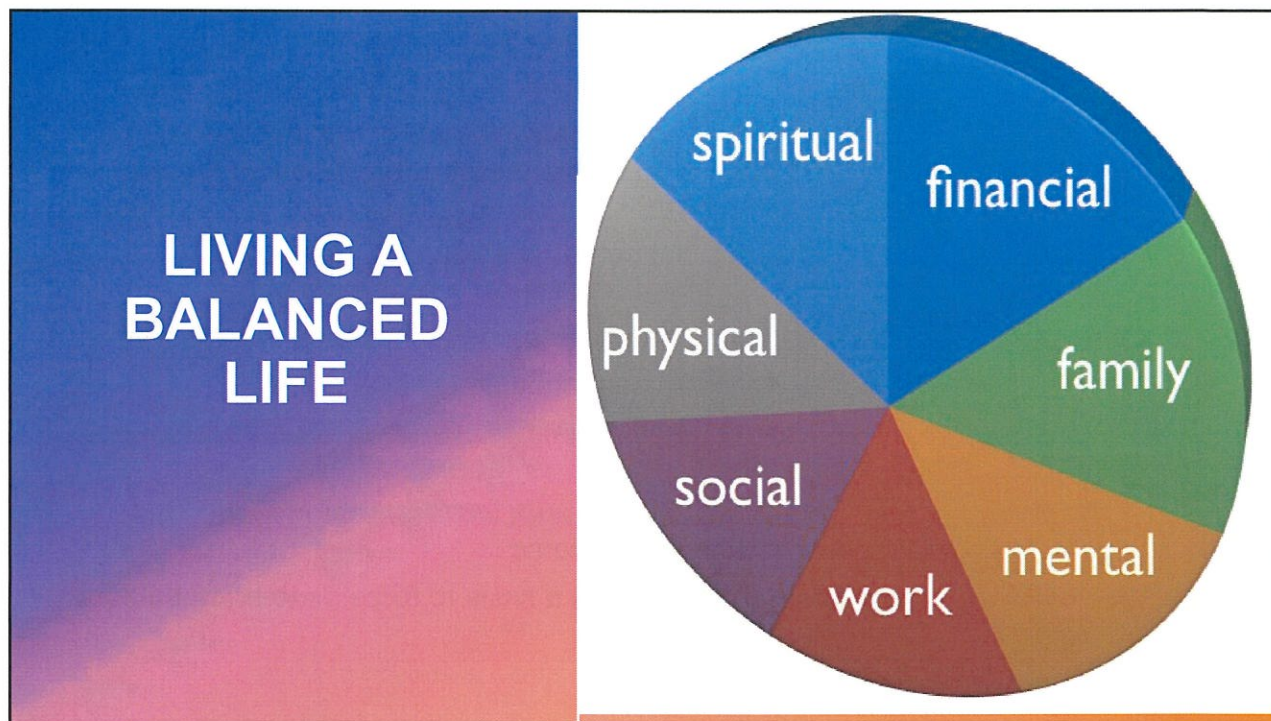 LIVING A
BALANCED
LIFE
spiritual
financial
physical
family
social
mental
work